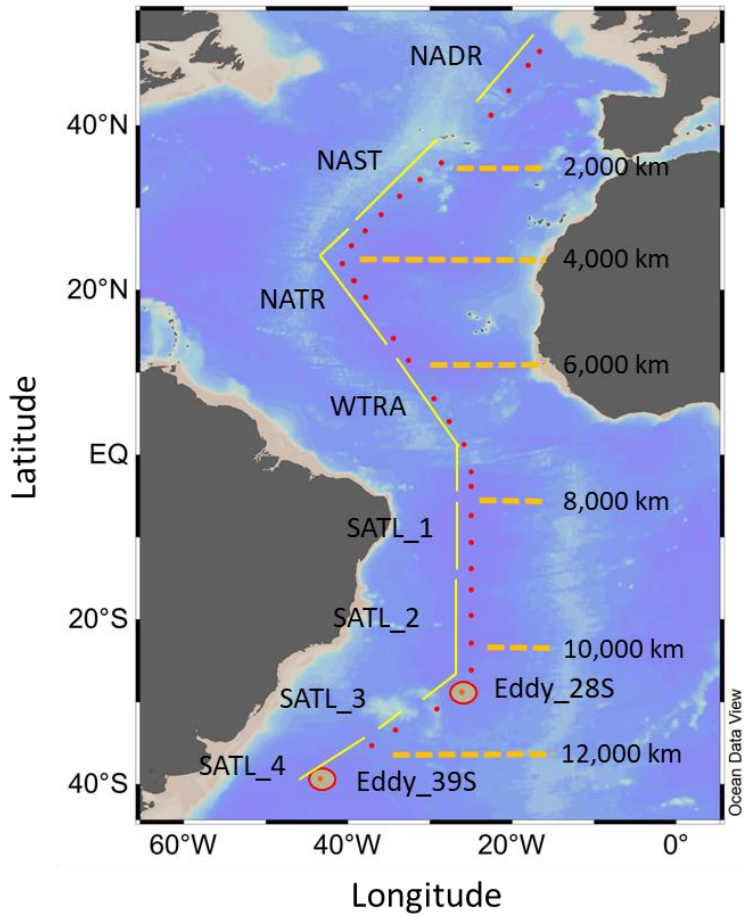 NADR
40°N
NAST
2,000 km
4,000 km
20°N
NATR
6,000 km
WTRA
EQ
8,000 km
SATL_1
20°S
SATL_2
10,000 km
Eddy_28S
SATL_3
12,000 km
SATL_4
40°S
Eddy_39S
60°W
40°W
20°W
0°
Longitude
Latitude
Ocean Data View